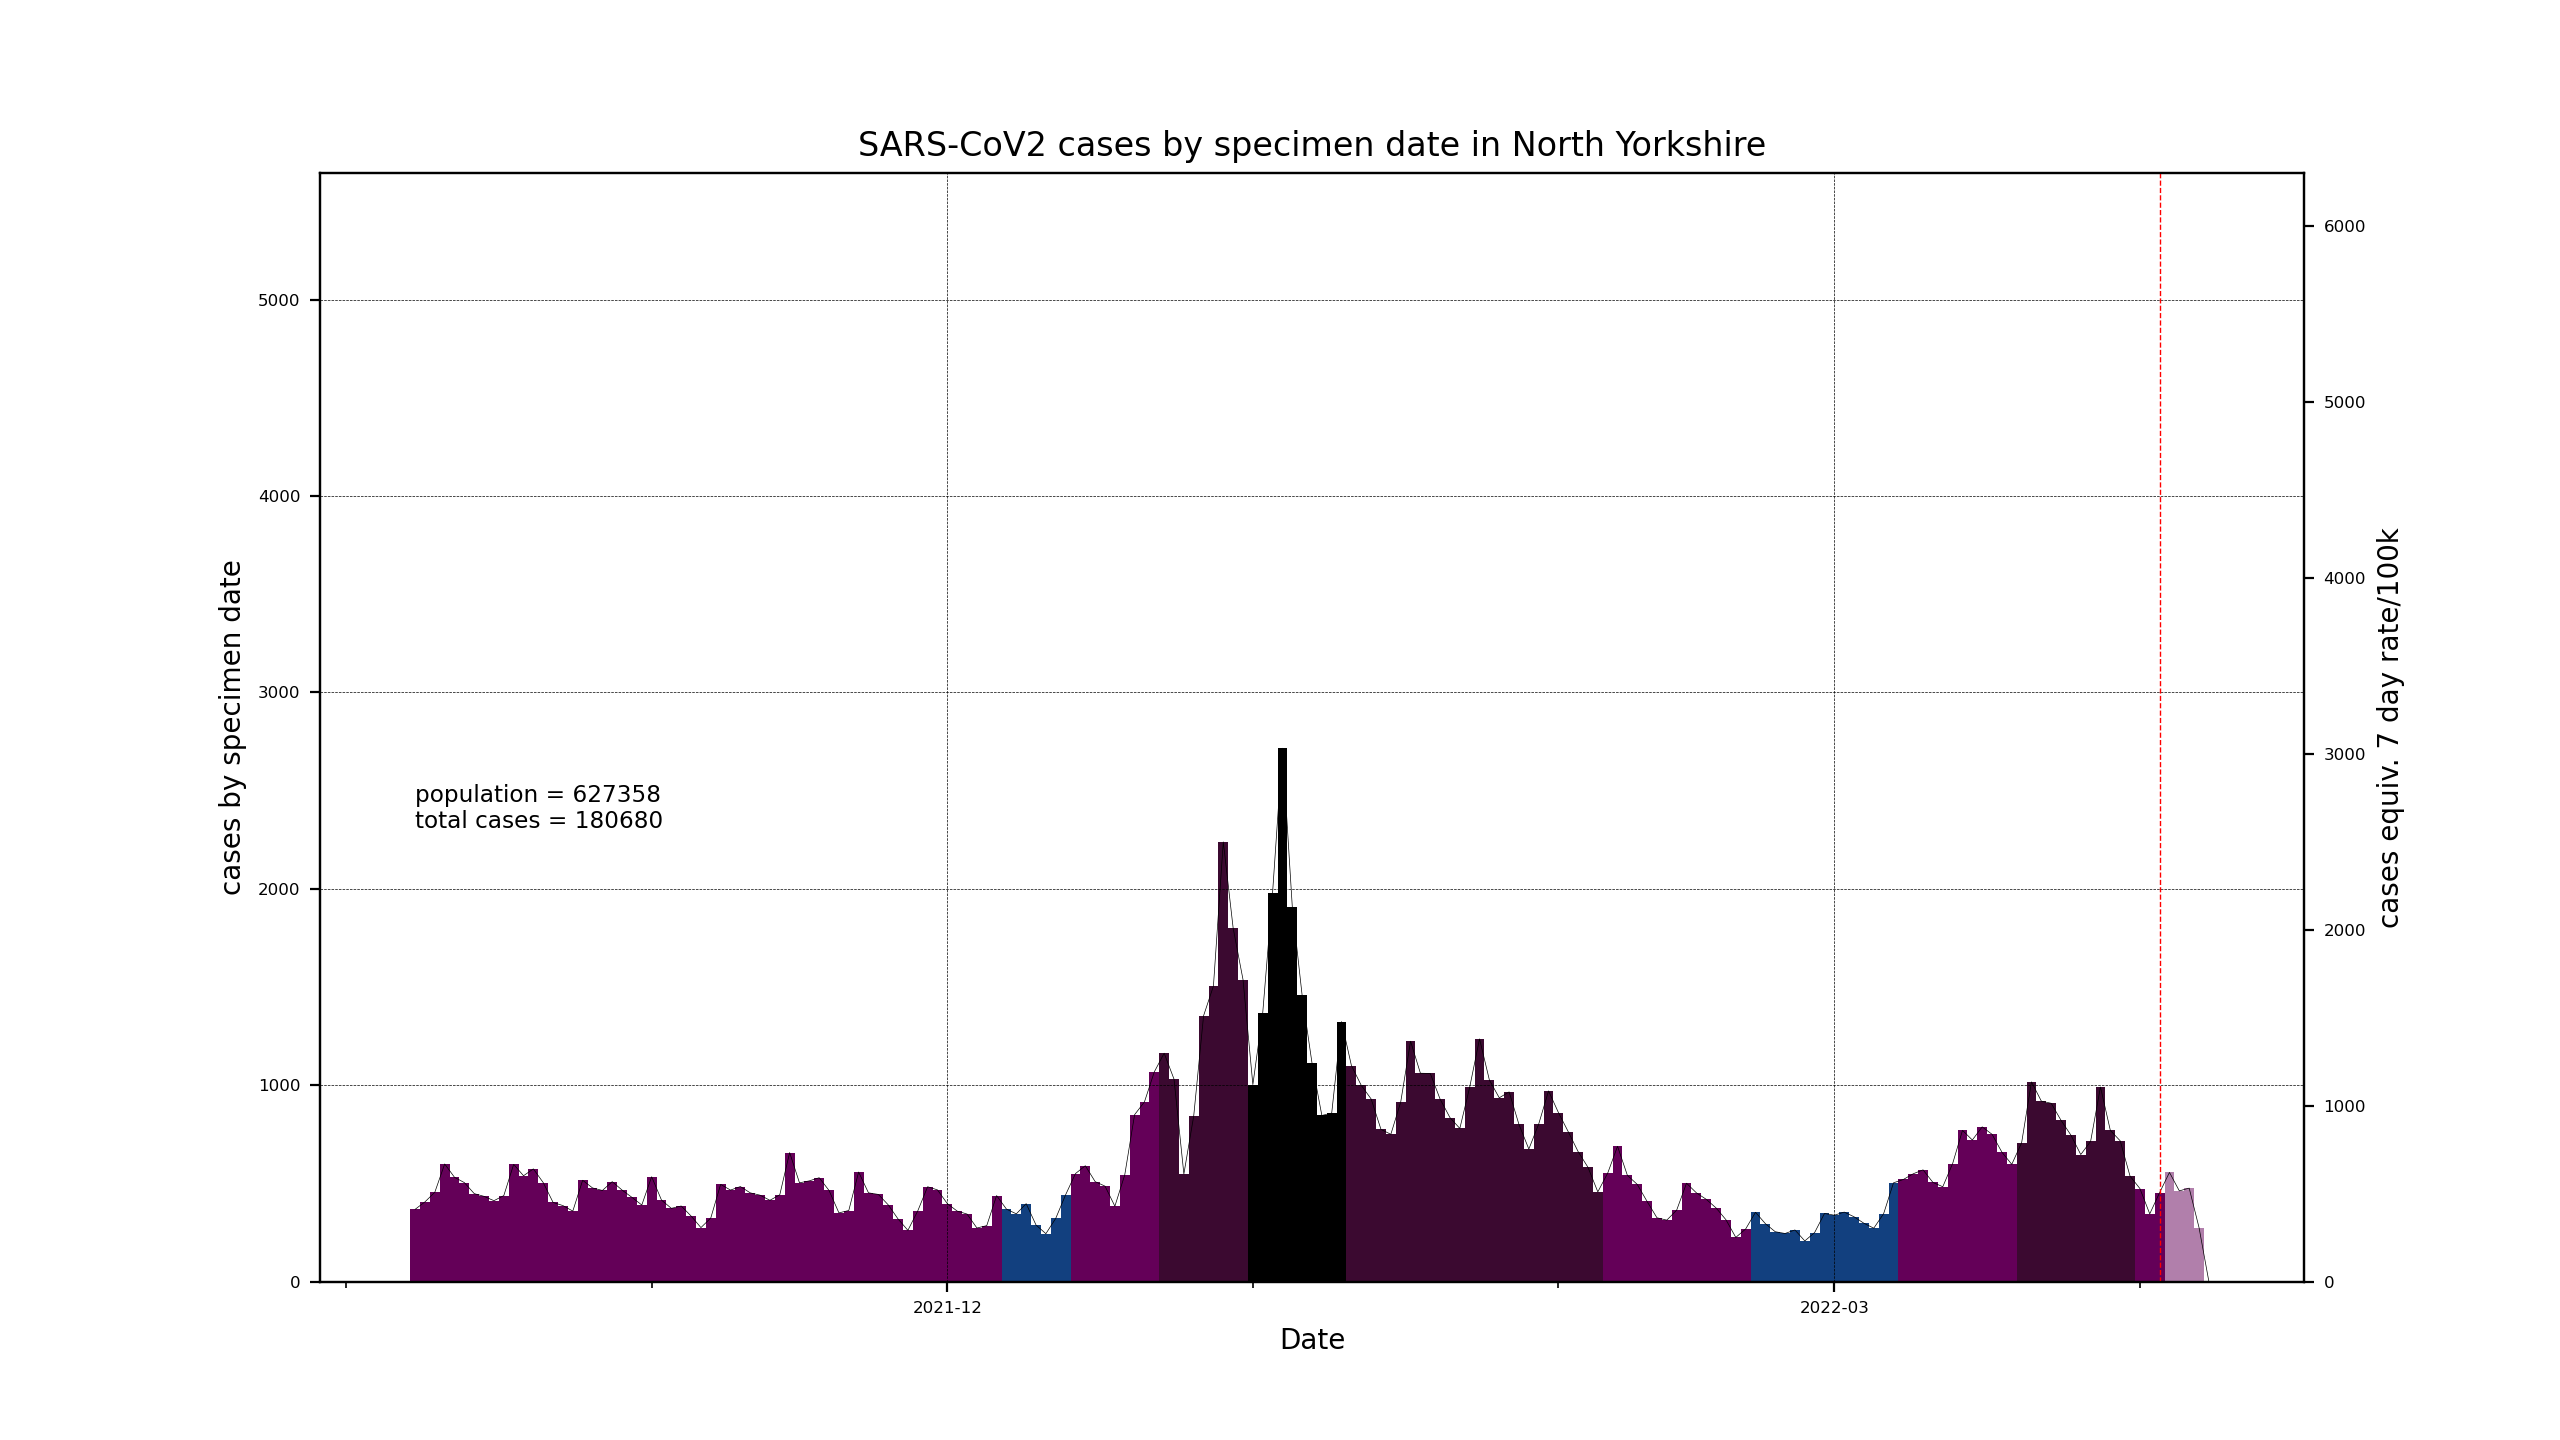 SARS-CoV2 cases by specimen date in North Yorkshire
6000
5000
5000
4000
4000
3000
3000
2000
2000
1000
1000
0
0
cases by specimen date
cases equiv. 7 day rate/100k
population = 627358
total cases = 180680
2021-12
2022-03
Date